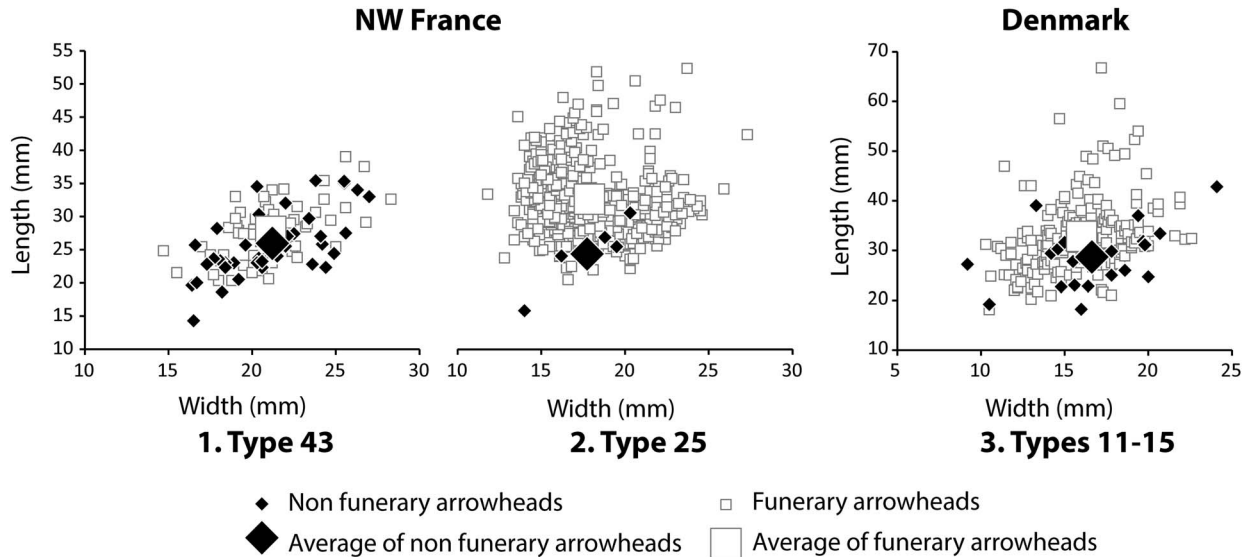 NW France
Denmark
Length (mm)
55
50
45
40
35
30
25
20
15
10
10
15
20
25
30
Width (mm)
1. Type 43
10
15
20
25
30
Width (mm)
2. Type 25
Length (mm)
70
60
50
40
30
20
10
5
10
15
20
25
Width (mm)
3. Types 11-15
Non funerary arrowheads
Funerary arrowheads
Average of non funerary arrowheads
Average of funerary arrowheads